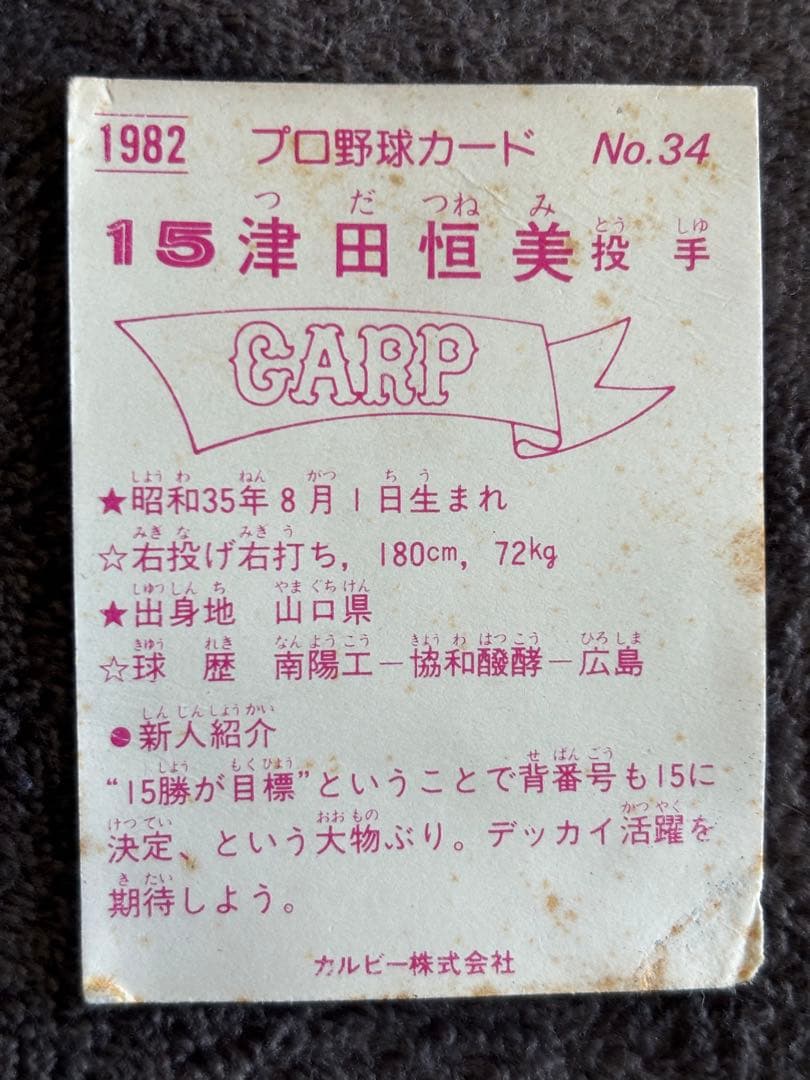 1982 プロ野球カード No.34
つ だ つね み とう しゅ
15 津田恒美 投手
CARP
しょう わ ねん がつ ち う
★昭和35年8月1日生まれ
みぎ な みぎ う
☆右投げ右打ち, 180cm, 72kg
しゅっしん ち やまぐちけん
★出身地 山口県
きゅう れき なんようこう きょう わ はっこう ひろしま
☆球歴 南陽工―協和醱酵―広島
しんじんしょうかい
●新人紹介
しょう もくひょう せ ばんごう
“15勝が目標”ということで背番号も15に
けってい おおもの かつやく
決定、という大物ぶり。デッカイ活躍を
き たい
期待しよう。
カルビー株式会社